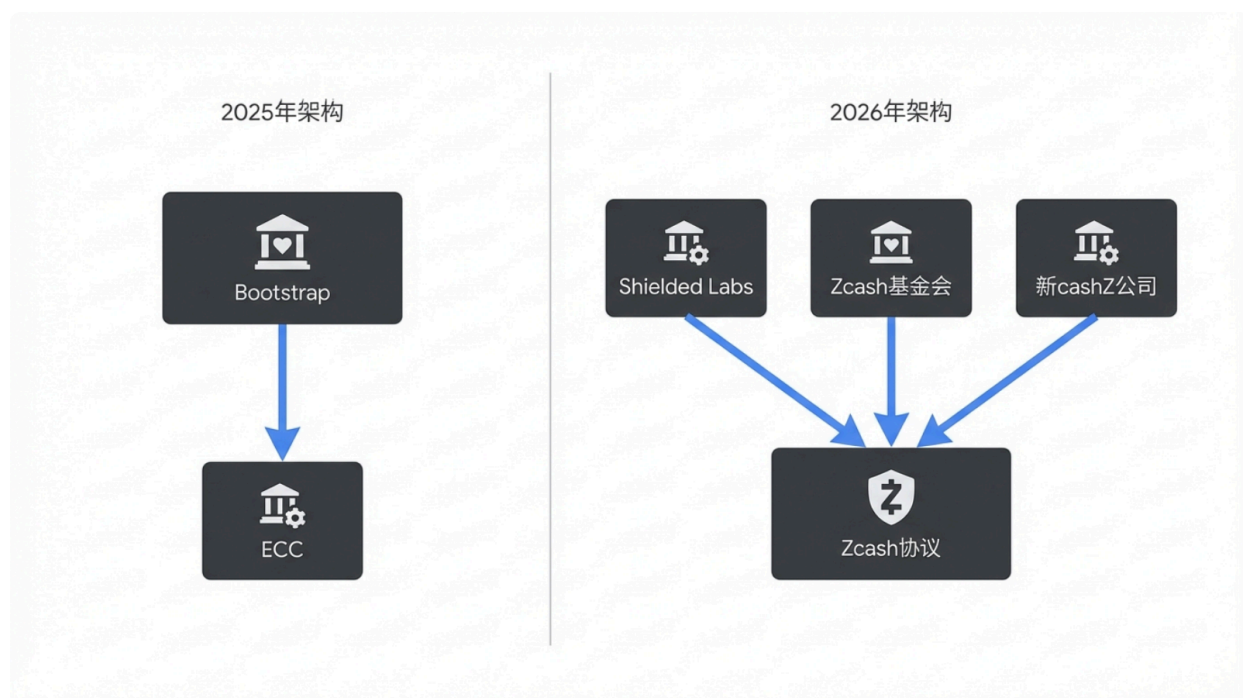 2025年架构
Bootstrap
ECC
2026年架构
Shielded Labs
Zcash基金会
新cashZ公司
Zcash协议